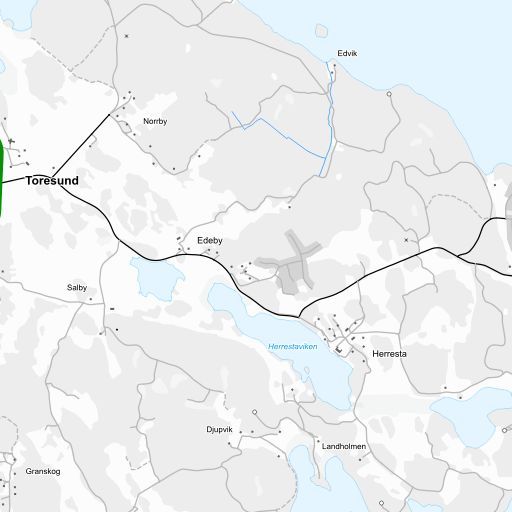 Edvik
Norrby
Toresund
Edeby
Salby
Herrestaviken
Herresta
Djupvik
Landholmen
Granskog